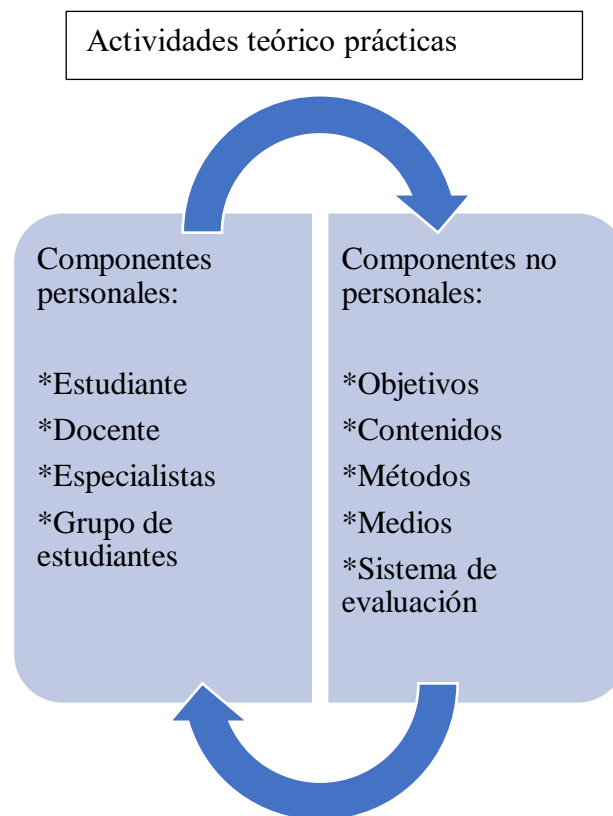 Actividades teórico prácticas
Componentes
personales:
*Estudiante
*Docente
*Especialistas
*Grupo de
estudiantes
Componentes no
personales:
*Objetivos
*Contenidos
*Métodos
*Medios
*Sistema de
evaluación